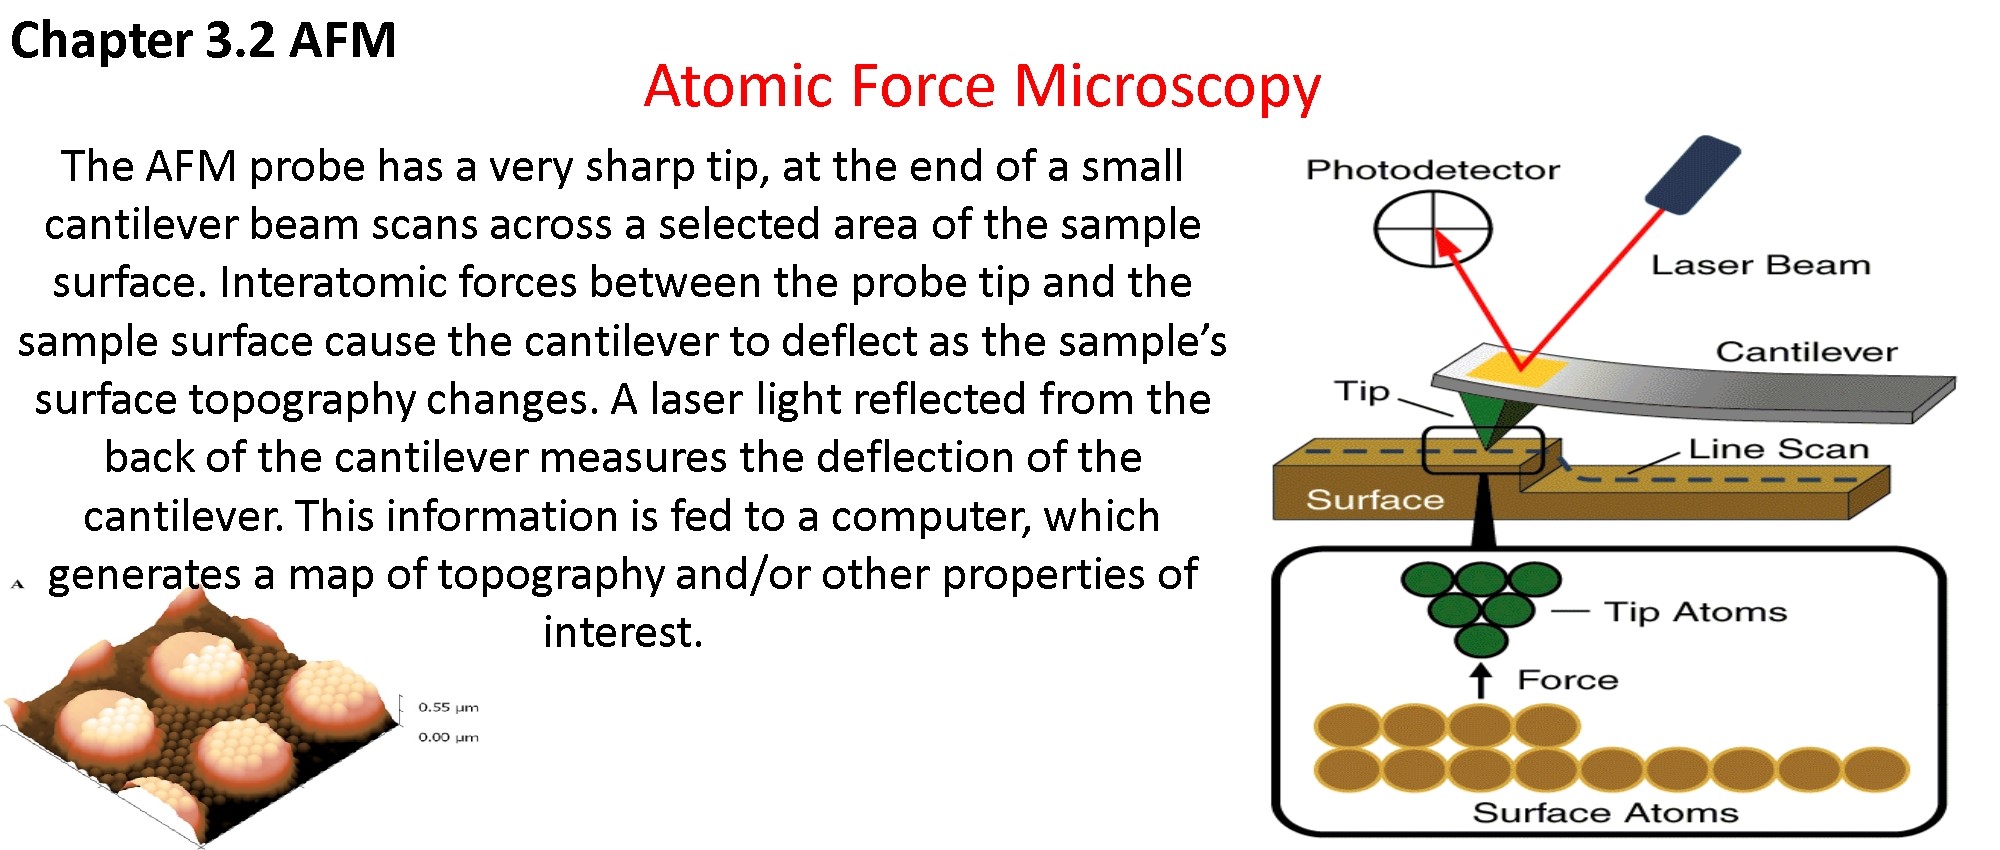 Chapter 3.2 AFM
Atomic Force Microscopy
The AFM probe has a very sharp tip, at the end of a small
cantilever beam scans across a selected area of the sample
surface. Interatomic forces between the probe tip and the
sample surface cause the cantilever to deflect as the sample’s
surface topography changes. A laser light reflected from the
back of the cantilever measures the deflection of the
cantilever. This information is fed to a computer, which
generates a map of topography and/or other properties of
interest.
A
0.55 µm
0.00 µm
Photodetector
Laser Beam
Cantilever
Tip
Line Scan
Surface
Tip Atoms
Force
Surface Atoms